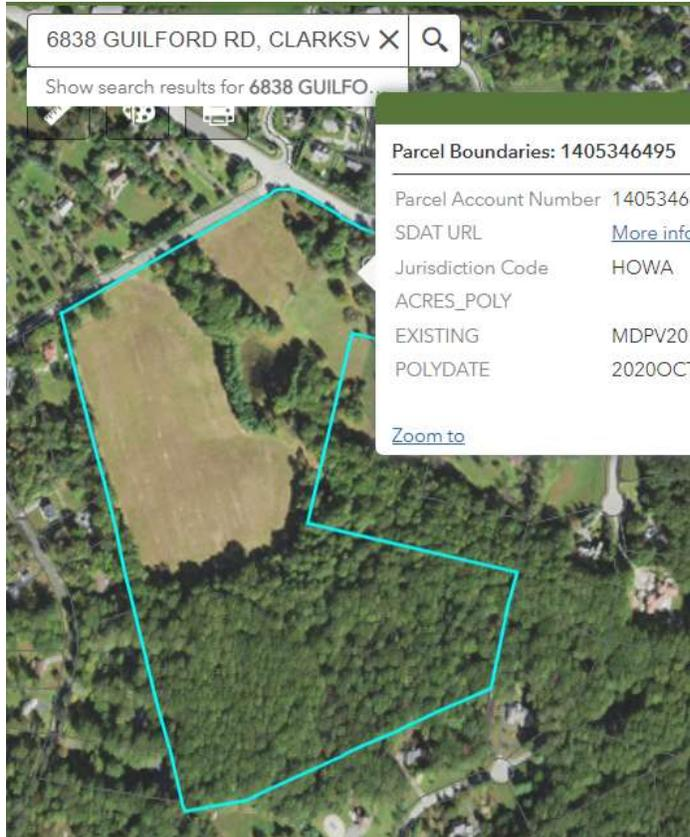 6838 GUILFORD RD, CLARKSV
Show search results for 6838 GUILFO...
Parcel Boundaries: 1405346495
Parcel Account Number 1405346
SDAT URL More info
Jurisdiction Code HOWA
ACRES_POLY
EXISTING MDPV20
POLYDATE 2020OCT
Zoom to